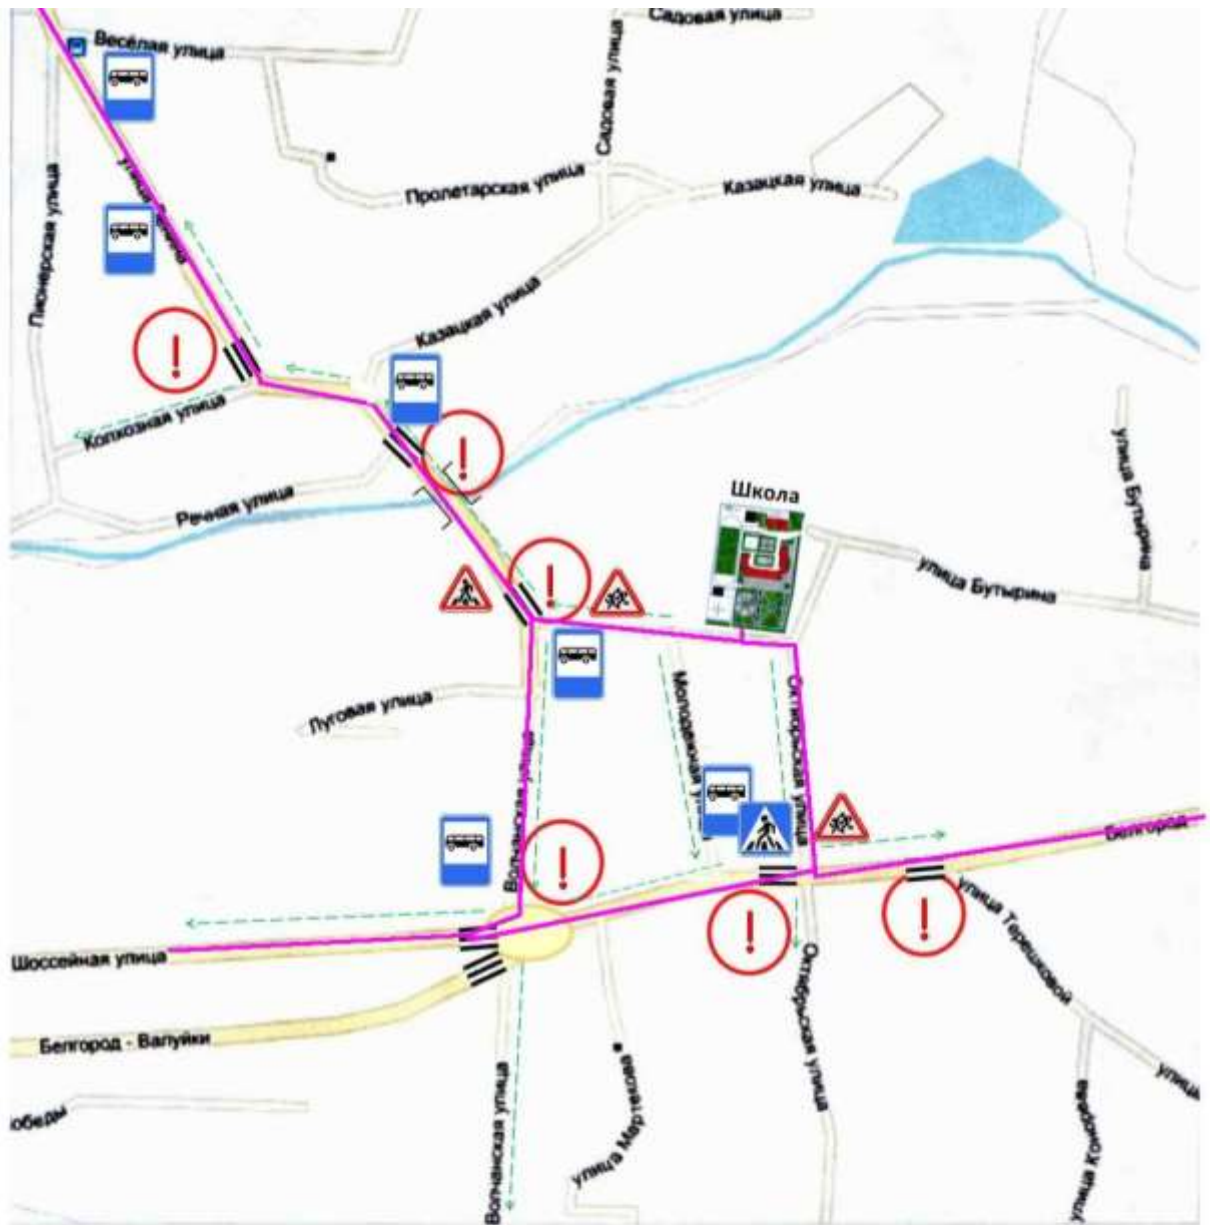 Садовая улица
Весёлая улица
Садовая улица
Пролетарская улица
Казацкая улица
Пионерская улица
Казацкая улица
Колхозная улица
Речная улица
Школа
улица Бутырина
улица Бутырина
Луговая улица
Молодежная
Октябрьская улица
Волчанская улица
Белгород
улица Терешковой
Шоссейная улица
Октябрьская улица
Белгород - Валуйки
Волчанская улица
улица
обеды